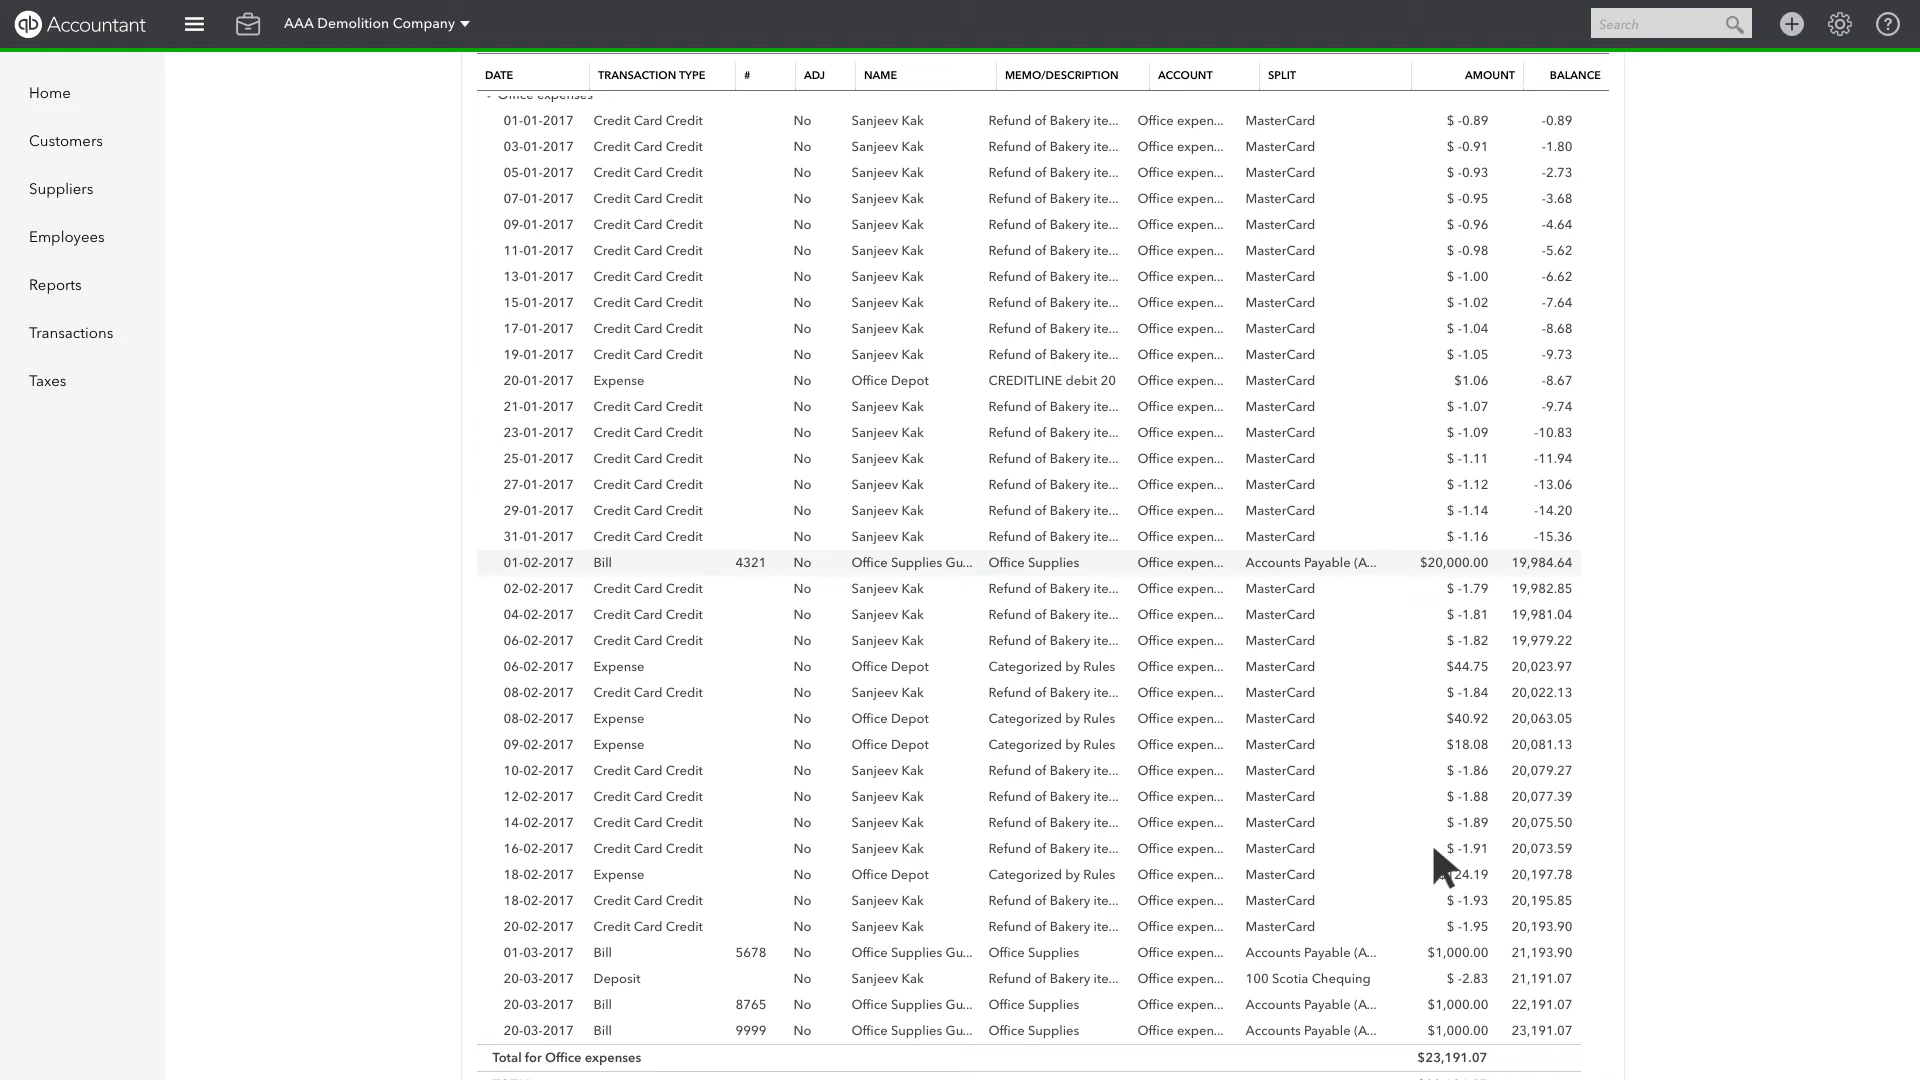 qb Accountant AAA Demolition Company Search
Home
Customers
Suppliers
Employees
Reports
Transactions
Taxes
DATE TRANSACTION TYPE # ADJ NAME MEMO/DESCRIPTION ACCOUNT SPLIT AMOUNT BALANCE
- Office expenses
01-01-2017 Credit Card Credit No Sanjeev Kak Refund of Bakery ite... Office expen... MasterCard $ -0.89 -0.89
03-01-2017 Credit Card Credit No Sanjeev Kak Refund of Bakery ite... Office expen... MasterCard $ -0.91 -1.80
05-01-2017 Credit Card Credit No Sanjeev Kak Refund of Bakery ite... Office expen... MasterCard $ -0.93 -2.73
07-01-2017 Credit Card Credit No Sanjeev Kak Refund of Bakery ite... Office expen... MasterCard $ -0.95 -3.68
09-01-2017 Credit Card Credit No Sanjeev Kak Refund of Bakery ite... Office expen... MasterCard $ -0.96 -4.64
11-01-2017 Credit Card Credit No Sanjeev Kak Refund of Bakery ite... Office expen... MasterCard $ -0.98 -5.62
13-01-2017 Credit Card Credit No Sanjeev Kak Refund of Bakery ite... Office expen... MasterCard $ -1.00 -6.62
15-01-2017 Credit Card Credit No Sanjeev Kak Refund of Bakery ite... Office expen... MasterCard $ -1.02 -7.64
17-01-2017 Credit Card Credit No Sanjeev Kak Refund of Bakery ite... Office expen... MasterCard $ -1.04 -8.68
19-01-2017 Credit Card Credit No Sanjeev Kak Refund of Bakery ite... Office expen... MasterCard $ -1.05 -9.73
20-01-2017 Expense No Office Depot CREDITLINE debit 20 Office expen... MasterCard $1.06 -8.67
21-01-2017 Credit Card Credit No Sanjeev Kak Refund of Bakery ite... Office expen... MasterCard $ -1.07 -9.74
23-01-2017 Credit Card Credit No Sanjeev Kak Refund of Bakery ite... Office expen... MasterCard $ -1.09 -10.83
25-01-2017 Credit Card Credit No Sanjeev Kak Refund of Bakery ite... Office expen... MasterCard $ -1.11 -11.94
27-01-2017 Credit Card Credit No Sanjeev Kak Refund of Bakery ite... Office expen... MasterCard $ -1.12 -13.06
29-01-2017 Credit Card Credit No Sanjeev Kak Refund of Bakery ite... Office expen... MasterCard $ -1.14 -14.20
31-01-2017 Credit Card Credit No Sanjeev Kak Refund of Bakery ite... Office expen... MasterCard $ -1.16 -15.36
01-02-2017 Bill 4321 No Office Supplies Gu... Office Supplies Office expen... Accounts Payable (A... $20,000.00 19,984.64
02-02-2017 Credit Card Credit No Sanjeev Kak Refund of Bakery ite... Office expen... MasterCard $ -1.79 19,982.85
04-02-2017 Credit Card Credit No Sanjeev Kak Refund of Bakery ite... Office expen... MasterCard $ -1.81 19,981.04
06-02-2017 Credit Card Credit No Sanjeev Kak Refund of Bakery ite... Office expen... MasterCard $ -1.82 19,979.22
06-02-2017 Expense No Office Depot Categorized by Rules Office expen... MasterCard $44.75 20,023.97
08-02-2017 Credit Card Credit No Sanjeev Kak Refund of Bakery ite... Office expen... MasterCard $ -1.84 20,022.13
08-02-2017 Expense No Office Depot Categorized by Rules Office expen... MasterCard $40.92 20,063.05
09-02-2017 Expense No Office Depot Categorized by Rules Office expen... MasterCard $18.08 20,081.13
10-02-2017 Credit Card Credit No Sanjeev Kak Refund of Bakery ite... Office expen... MasterCard $ -1.86 20,079.27
12-02-2017 Credit Card Credit No Sanjeev Kak Refund of Bakery ite... Office expen... MasterCard $ -1.88 20,077.39
14-02-2017 Credit Card Credit No Sanjeev Kak Refund of Bakery ite... Office expen... MasterCard $ -1.89 20,075.50
16-02-2017 Credit Card Credit No Sanjeev Kak Refund of Bakery ite... Office expen... MasterCard $ -1.91 20,073.59
18-02-2017 Expense No Office Depot Categorized by Rules Office expen... MasterCard 24.19 20,197.78
18-02-2017 Credit Card Credit No Sanjeev Kak Refund of Bakery ite... Office expen... MasterCard $ -1.93 20,195.85
20-02-2017 Credit Card Credit No Sanjeev Kak Refund of Bakery ite... Office expen... MasterCard $ -1.95 20,193.90
01-03-2017 Bill 5678 No Office Supplies Gu... Office Supplies Office expen... Accounts Payable (A... $1,000.00 21,193.90
20-03-2017 Deposit No Sanjeev Kak Refund of Bakery ite... Office expen... 100 Scotia Chequing $ -2.83 21,191.07
20-03-2017 Bill 8765 No Office Supplies Gu... Office Supplies Office expen... Accounts Payable (A... $1,000.00 22,191.07
20-03-2017 Bill 9999 No Office Supplies Gu... Office Supplies Office expen... Accounts Payable (A... $1,000.00 23,191.07
Total for Office expenses $23,191.07